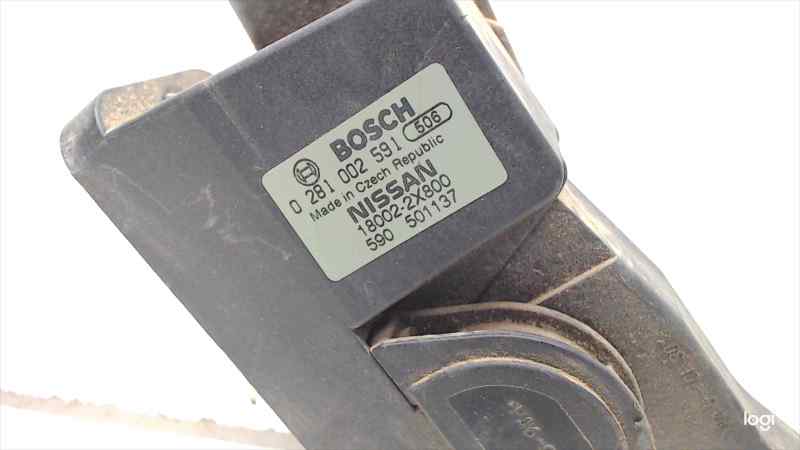 BOSCH
0 281 002 591 506
Made in Czech Republic
NISSAN
18002-2X800
590 501137
logi